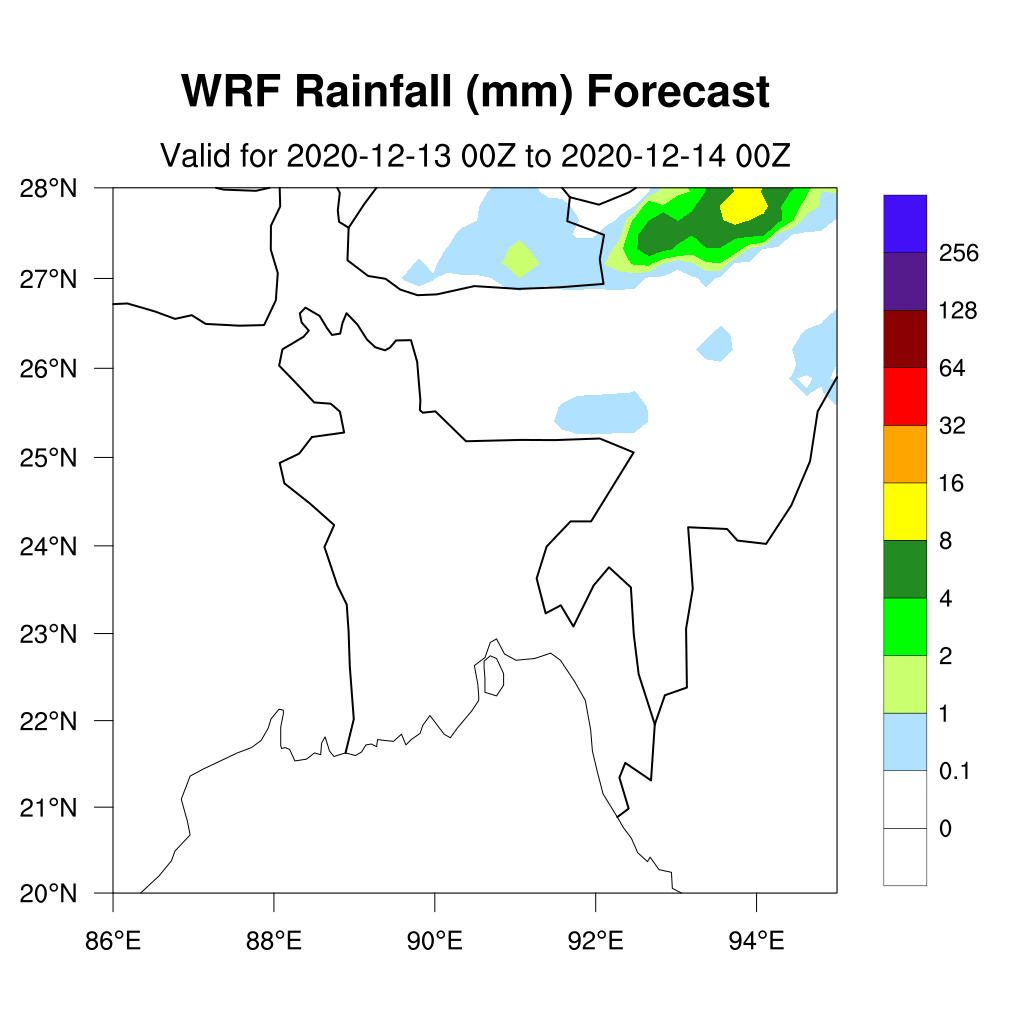 WRF Rainfall (mm) Forecast
Valid for 2020-12-13 00Z to 2020-12-14 00Z
28°N
27°N
26°N
25°N
24°N
23°N
22°N
21°N
20°N
86°E
88°E
90°E
92°E
94°E
256
128
64
32
16
8
4
2
1
0.1
0